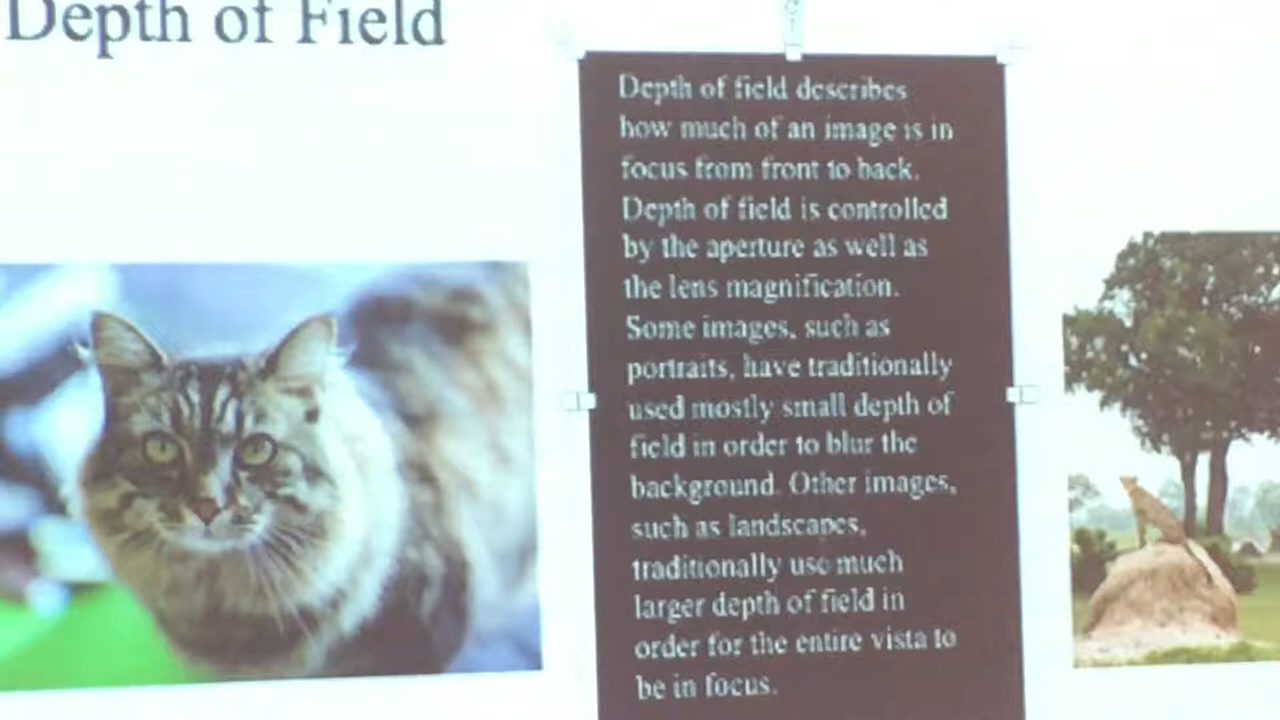 Depth of Field
Depth of field describes
how much of an image is in
focus from front to back.
Depth of field is controlled
by the aperture as well as
the lens magnification.
Some images, such as
portraits, have traditionally
used mostly small depth of
field in order to blur the
background. Other images,
such as landscapes,
traditionally use much
larger depth of field in
order for the entire vista to
be in focus.